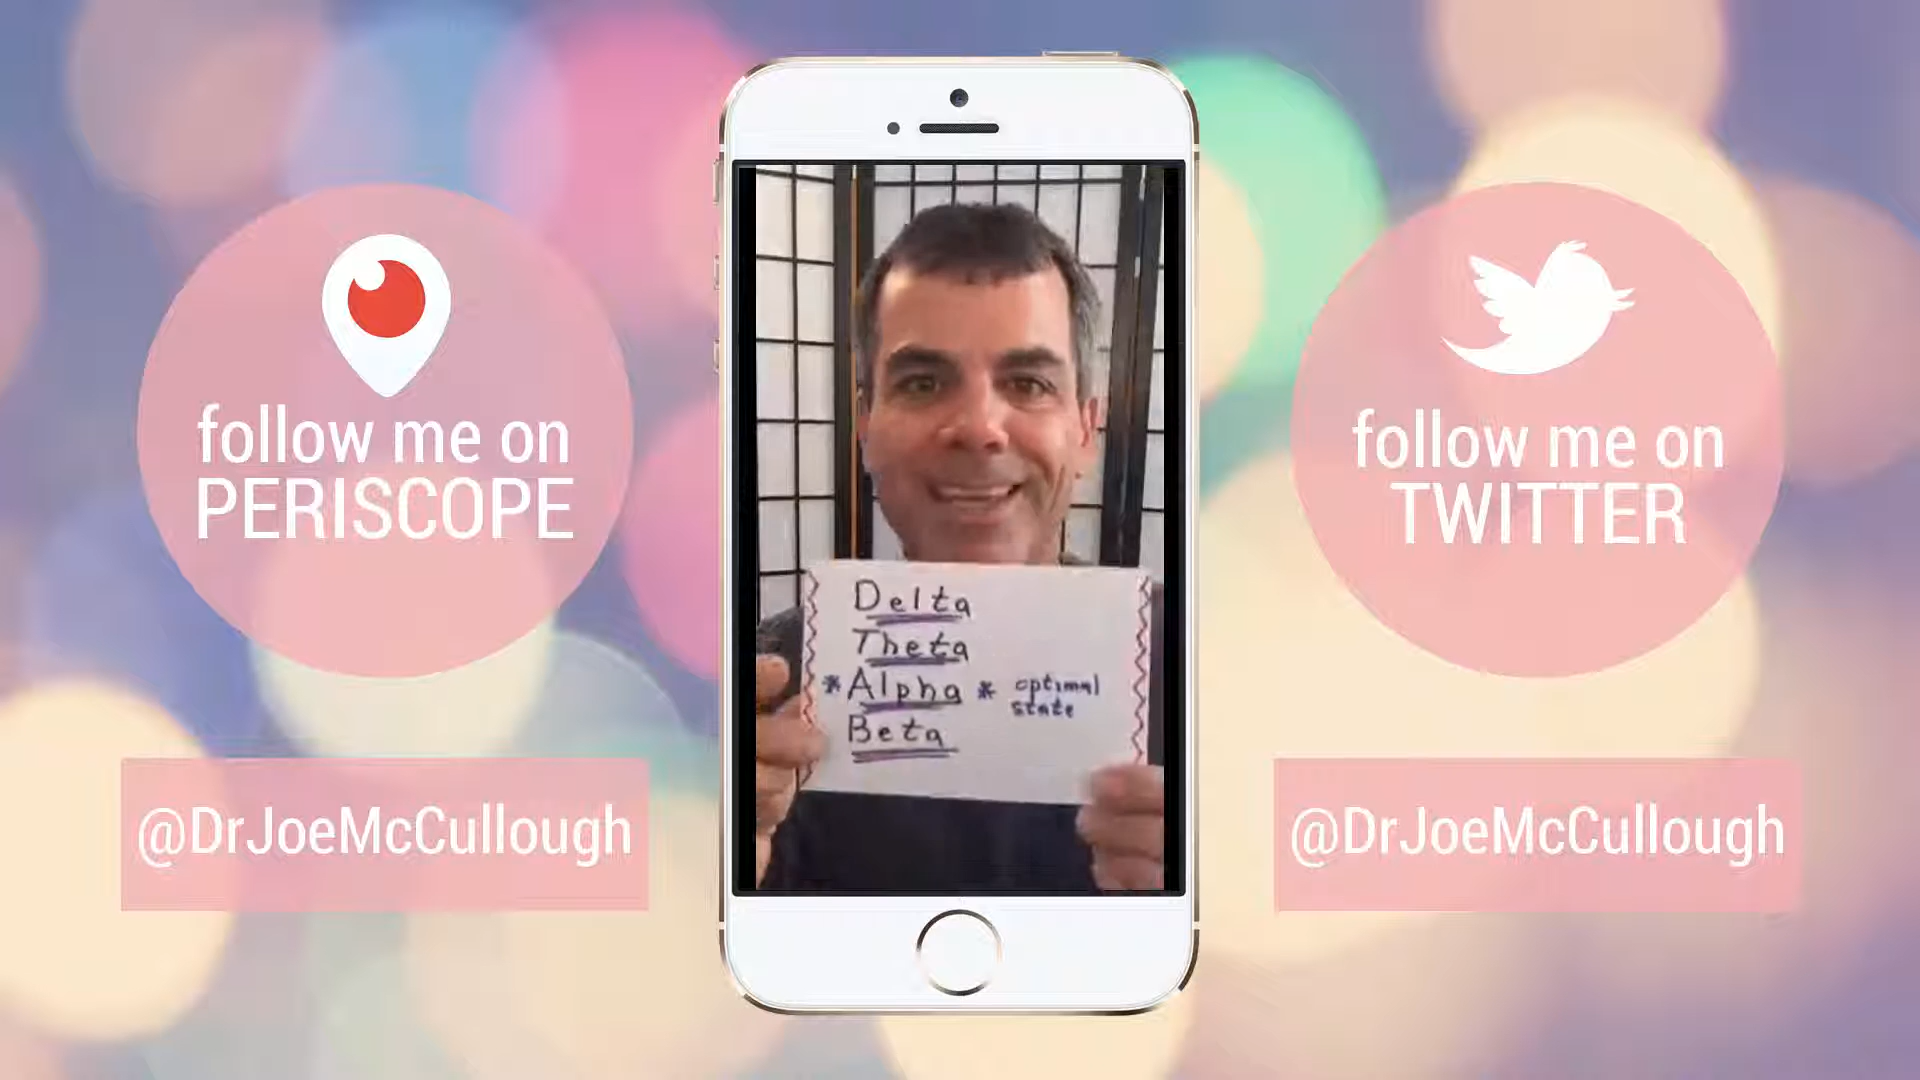 follow me on
PERISCOPE
@DrJoeMcCullough
Delta
Theta
*Alpha* optimal
state
Beta
follow me on
TWITTER
@DrJoeMcCullough